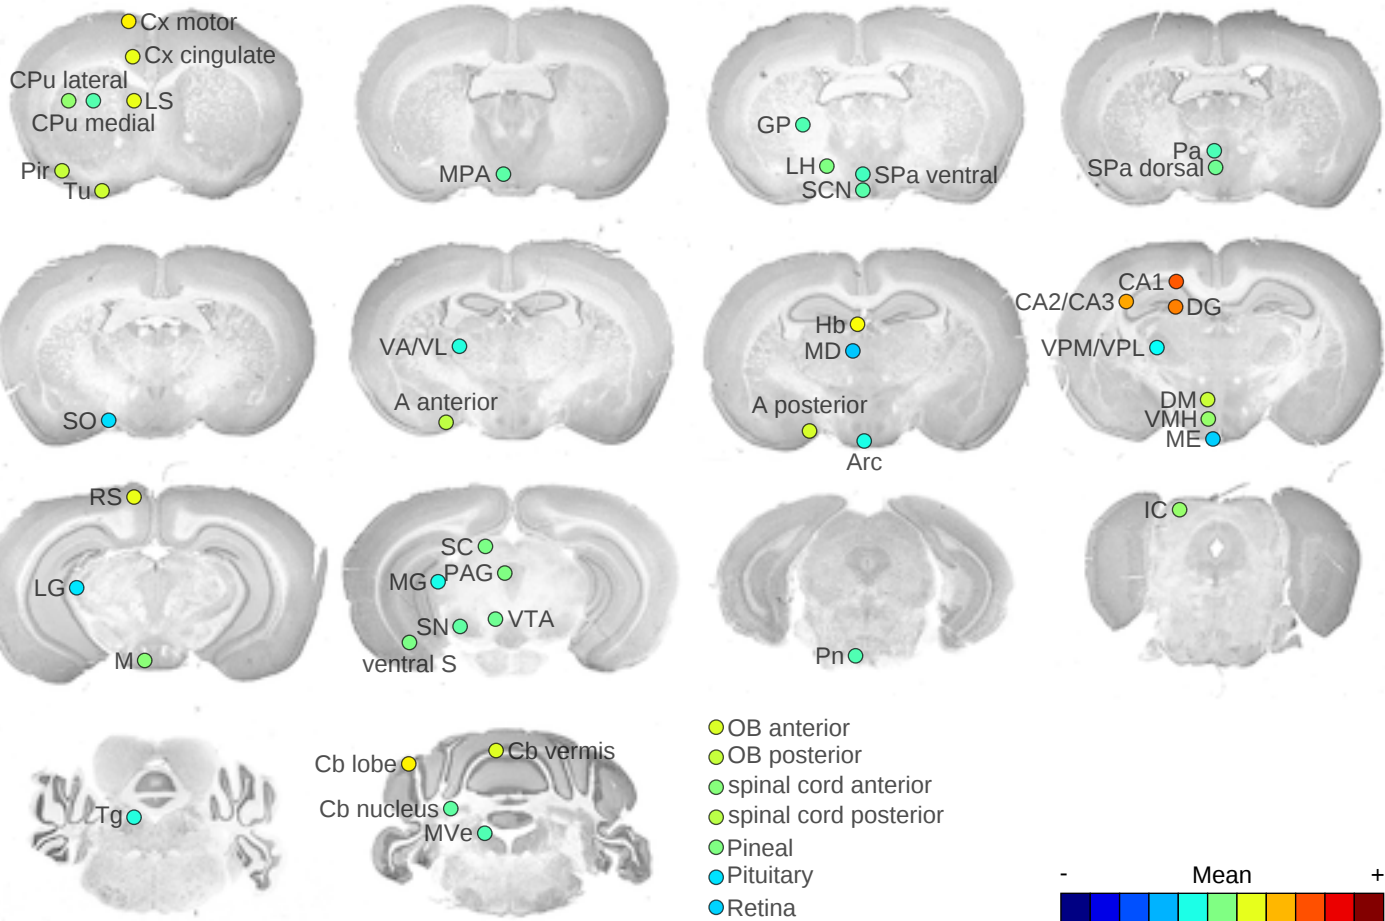 Cx motor
Cx cingulate
CPu lateral
LS
CPu medial
Pir
Tu
MPA
GP
LH
SPa ventral
SCN
Pa
SPa dorsal
SO
VA/VL
A anterior
Hb
MD
A posterior
Arc
CA1
CA2/CA3
DG
VPM/VPL
DM
VMH
ME
RS
LG
M
SC
PAG
MG
VTA
SN
ventral S
Pn
IC
Tg
Cb lobe
Cb vermis
Cb nucleus
MVe
OB anterior
OB posterior
spinal cord anterior
spinal cord posterior
Pineal
Pituitary
Retina
- Mean +